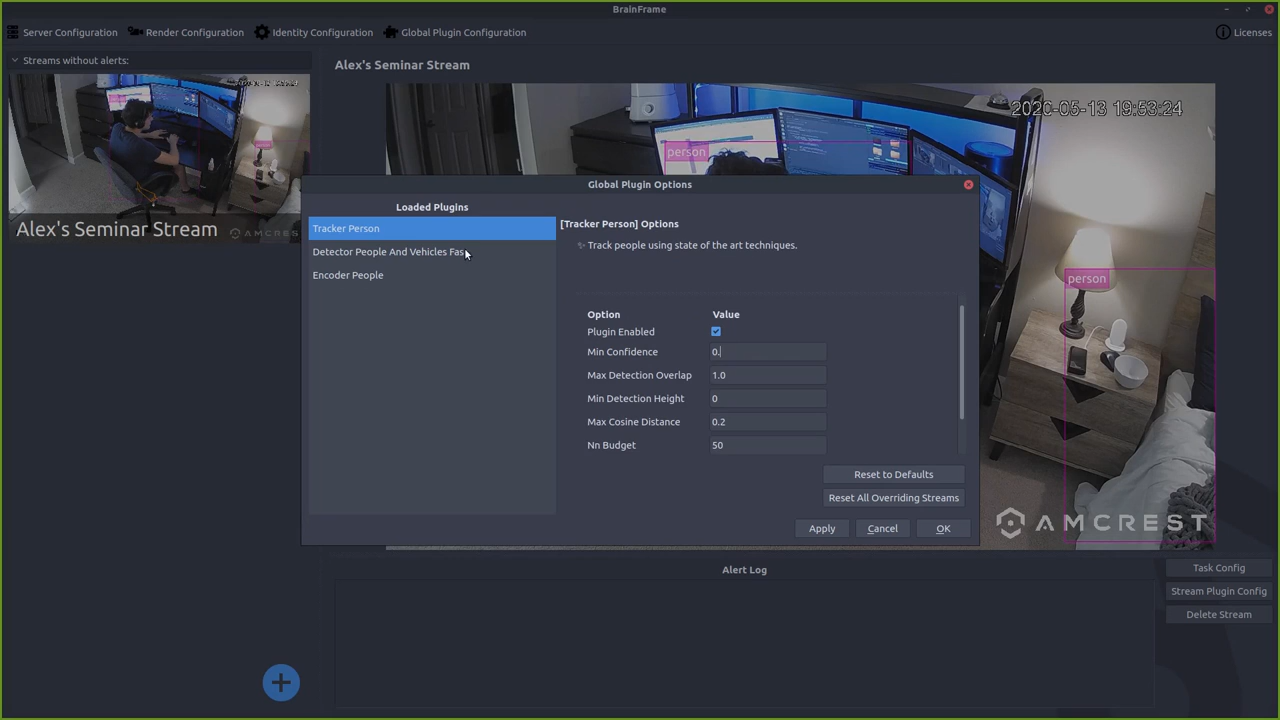 BrainFrame
Server Configuration
Render Configuration
Identity Configuration
Global Plugin Configuration
Licenses
Streams without alerts:
Alex's Seminar Stream
AMCREST
Alex's Seminar Stream
2020-05-13 19:53:24
person
person
Global Plugin Options
Loaded Plugins
Tracker Person
Detector People And Vehicles Fas
Encoder People
[Tracker Person] Options
Track people using state of the art techniques.
Option Value
Plugin Enabled
Min Confidence 0.
Max Detection Overlap 1.0
Min Detection Height 0
Max Cosine Distance 0.2
Nn Budget 50
Reset to Defaults
Reset All Overriding Streams
Apply Cancel OK
AMCREST
Alert Log
Task Config
Stream Plugin Config
Delete Stream